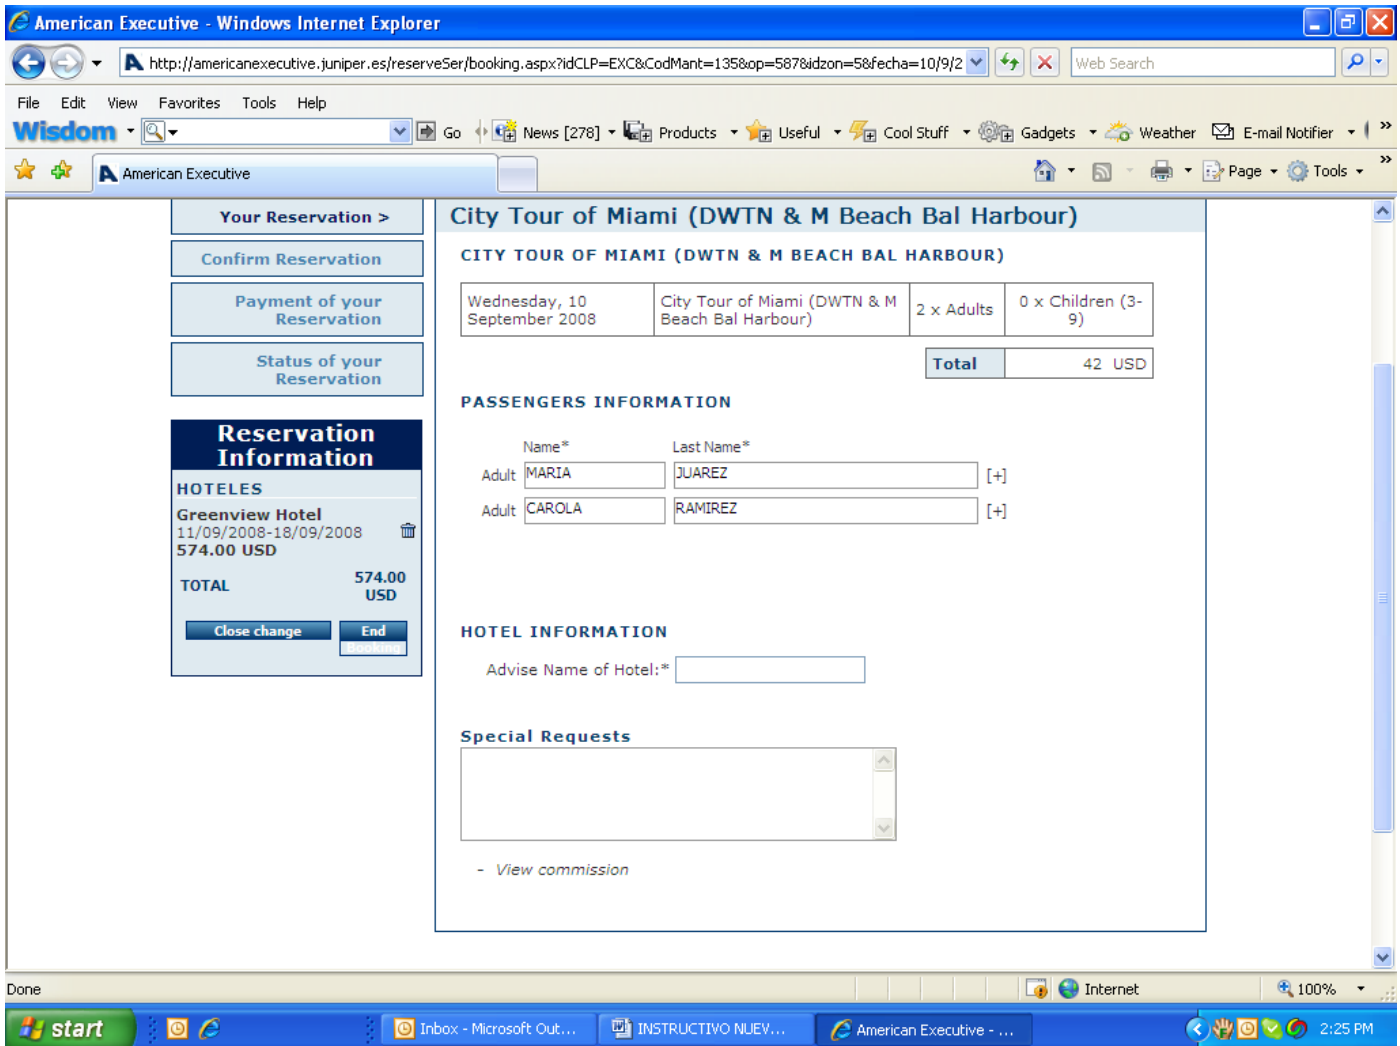 American Executive - Windows Internet Explorer
http://americanexecutive.juniper.es/reserveSer/booking.aspx?idCLP=EXC&CodMant=135&op=587&idzon=5&fecha=10/9/2
Web Search
File Edit View Favorites Tools Help
Wisdom Go News [278] Products Useful Cool Stuff Gadgets Weather E-mail Notifier
American Executive
Page Tools
Your Reservation >
Confirm Reservation
Payment of your
Reservation
Status of your
Reservation
Reservation
Information
HOTELES
Greenview Hotel
11/09/2008-18/09/2008
574.00 USD
TOTAL 574.00
USD
Close change End
Booking
City Tour of Miami (DWTN & M Beach Bal Harbour)
CITY TOUR OF MIAMI (DWTN & M BEACH BAL HARBOUR)
Wednesday, 10
September 2008
City Tour of Miami (DWTN & M
Beach Bal Harbour)
2 x Adults
0 x Children (3-
9)
Total 42 USD
PASSENGERS INFORMATION
Name* Last Name*
Adult MARIA JUAREZ [+]
Adult CAROLA RAMIREZ [+]
HOTEL INFORMATION
Advise Name of Hotel:*
Special Requests
- View commission
Done Internet 100%
start Inbox - Microsoft Out... INSTRUCTIVO NUEV... American Executive - ... 2:25 PM